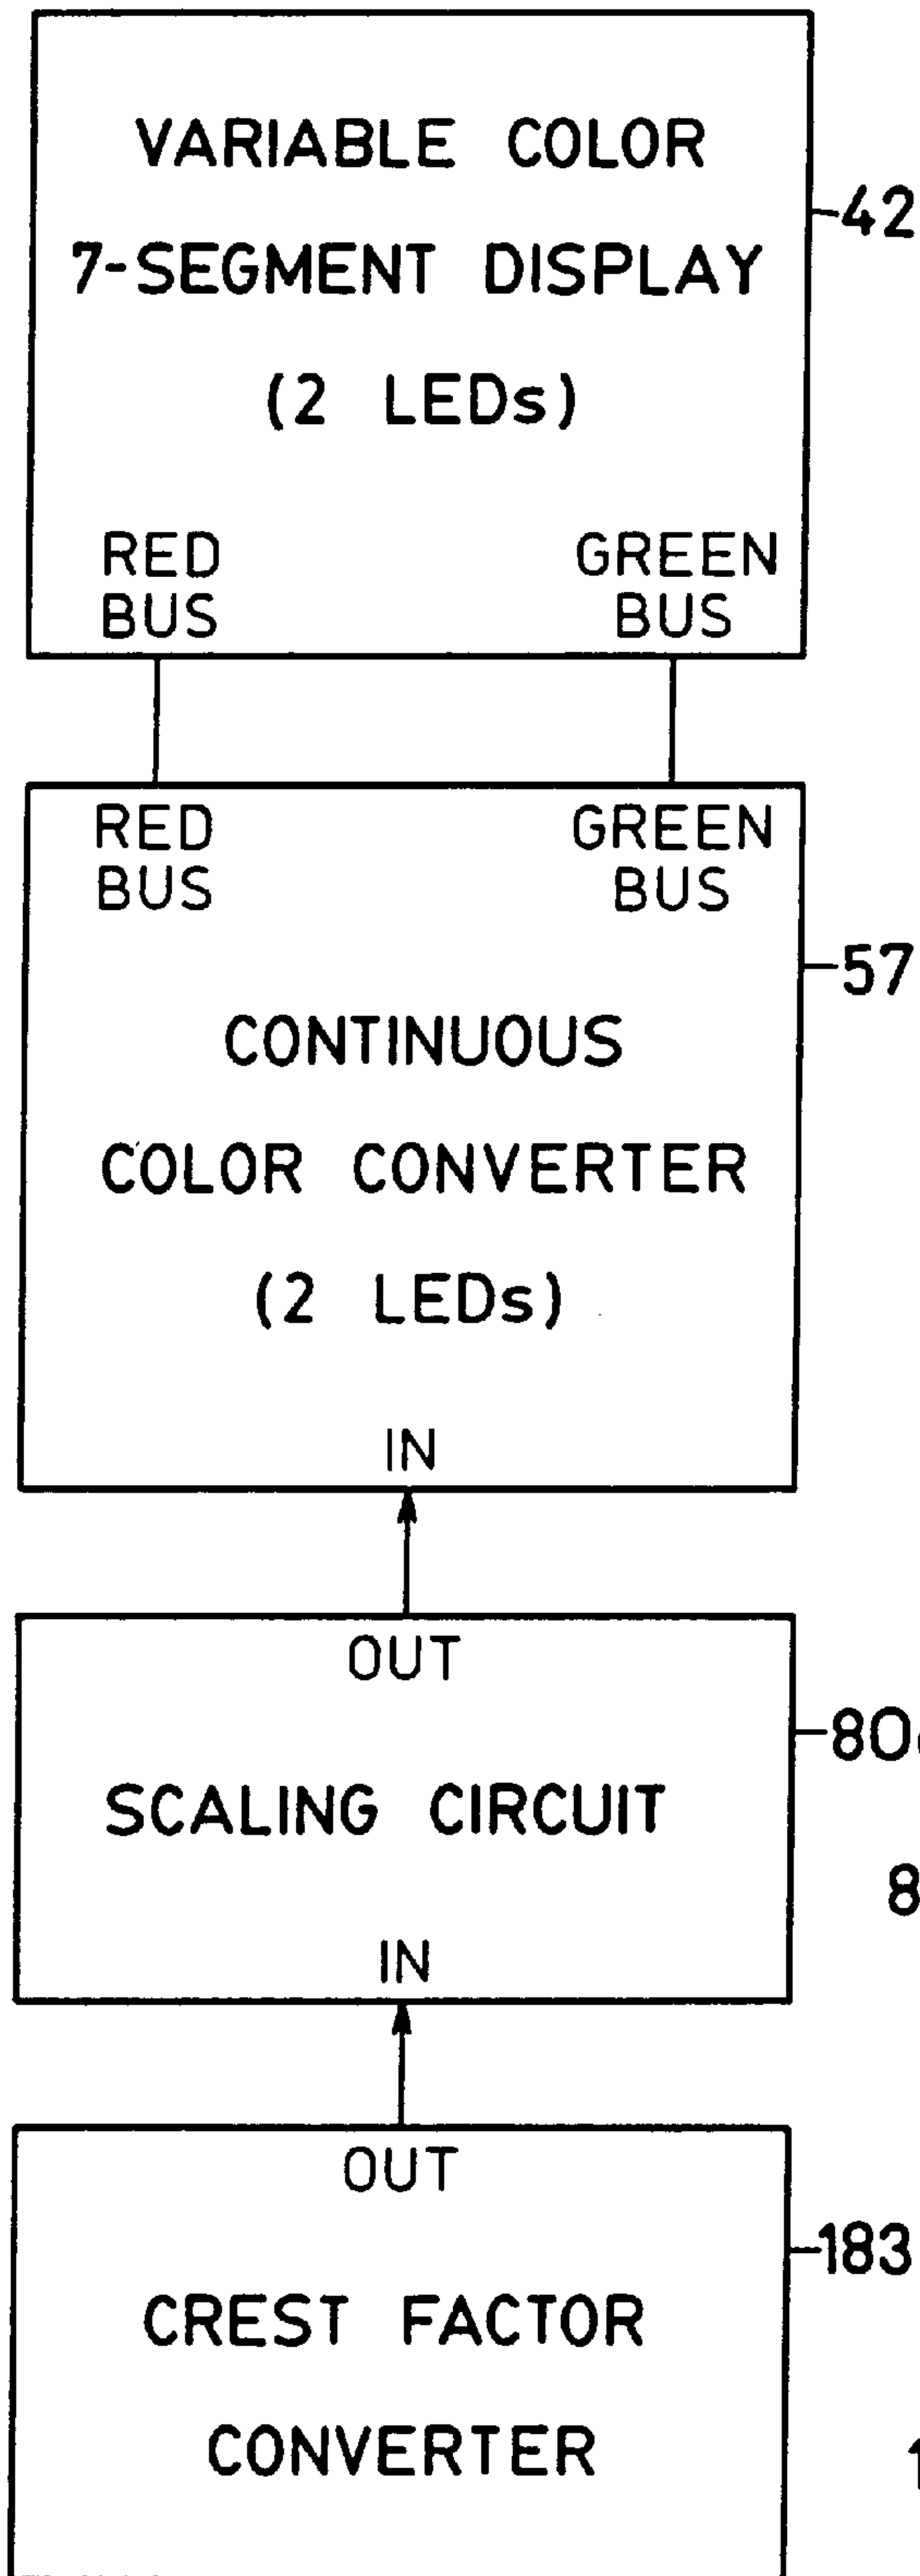 VARIABLE COLOR
7-SEGMENT DISPLAY
(2 LEDs)
42
RED
BUS
GREEN
BUS
RED
BUS
GREEN
BUS
57
CONTINUOUS
COLOR CONVERTER
(2 LEDs)
IN
OUT
SCALING CIRCUIT
IN
OUT
183
CREST FACTOR
CONVERTER